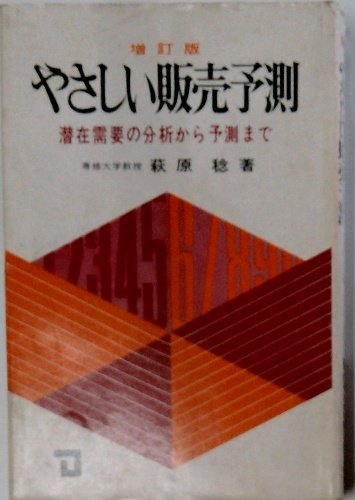 増訂版
やさしい販売予測
潜在需要の分析から予測まで
専修大学教授 萩原 稔著
1234567890